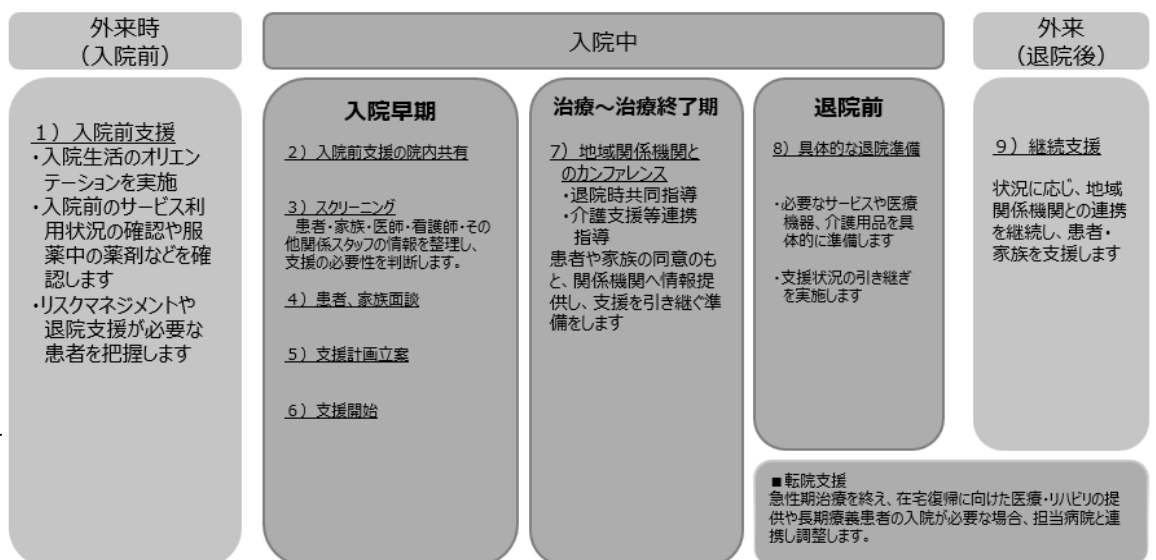 外来時
（入院前）
入院中
外来
（退院後）
1）入院前支援
・入院生活のオリエン
テーションを実施
・入院前のサービス利
用状況の確認や服
薬中の薬剤などを確
認します
・リスクマネジメントや
退院支援が必要な
患者を把握します
入院早期
2）入院前支援の院内共有
3）スクリーニング
患者・家族・医師・看護師・その
他関係スタッフの情報を整理し、
支援の必要性を判断します。
4）患者、家族面談
5）支援計画立案
6）支援開始
治療～治療終了期
7）地域関係機関と
のカンファレンス
・退院時共同指導
・介護支援等連携
指導
患者や家族の同意のも
と、関係機関へ情報提
供し、支援を引き継ぐ準
備をします
退院前
8）具体的な退院準備
・必要なサービスや医療
機器、介護用品を具
体的に準備します
・支援状況の引き継ぎ
を実施します
9）継続支援
状況に応じ、地域
関係機関との連携
を継続し、患者・
家族を支援します
■転院支援
急性期治療を終え、在宅復帰に向けた医療・リハビリの提
供や長期療養患者の入院が必要な場合、担当病院と連
携し調整します。